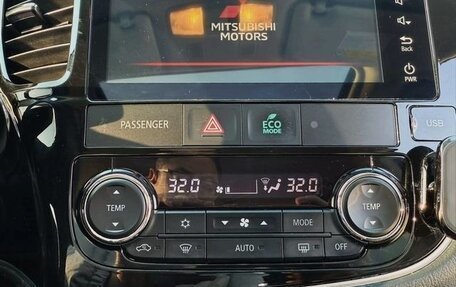 MITSUBISHI
MOTORS
Back
PWR
PASSENGER
ECO
MODE
USB
32.0
32.0
TEMP
TEMP
MODE
AUTO
OFF